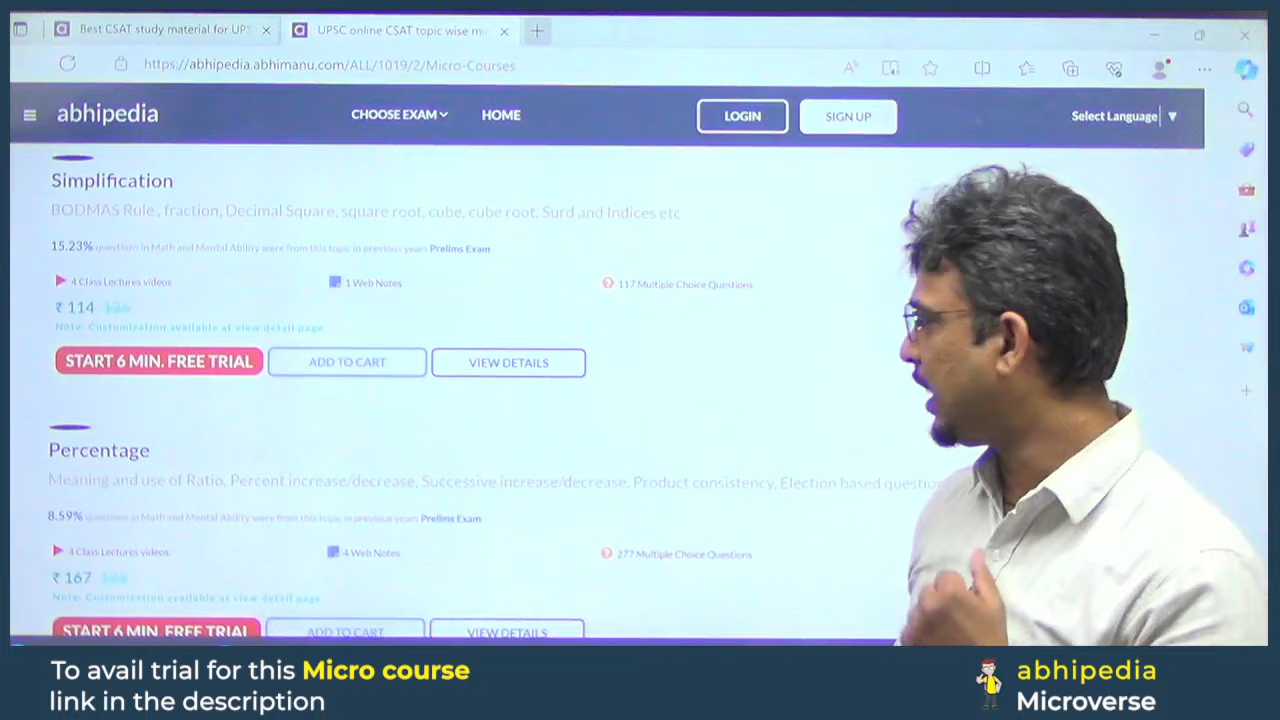 Best CSAT study material for UP
UPSC online CSAT topic wise mi
https://abhipedia.abhimanu.com/ALL/1019/2/Micro-Courses
abhipedia
CHOOSE EXAM
HOME
LOGIN
SIGN UP
Select Language
Simplification
BODMAS Rule , fraction, Decimal Square, square root, cube, cube root, Surd and Indices etc
15.23% questions in Math and Mental Ability were from this topic in previous years Prelims Exam
4 Class Lectures videos
1 Web Notes
117 Multiple Choice Questions
₹ 114
Note: Customization available at view detail page
START 6 MIN. FREE TRIAL
ADD TO CART
VIEW DETAILS
Percentage
Meaning and use of Ratio, Percent increase/decrease, Successive increase/decrease, Product consistency, Election based question
8.59% questions in Math and Mental Ability were from this topic in previous years Prelims Exam
4 Class Lectures videos
4 Web Notes
277 Multiple Choice Questions
₹ 167
Note: Customization available at view detail page
START 6 MIN. FREE TRIAL
ADD TO CART
VIEW DETAILS
To avail trial for this Micro course
link in the description
abhipedia
Microverse